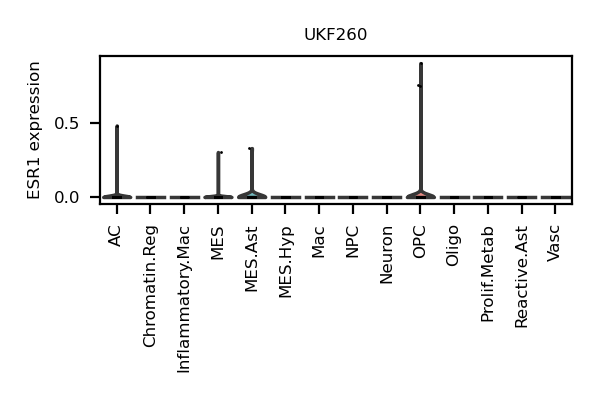 UKF260
ESR1 expression
0.5
0.0
AC
Chromatin.Reg
Inflammatory.Mac
MES
MES.Ast
MES.Hyp
Mac
NPC
Neuron
OPC
Oligo
Prolif.Metab
Reactive.Ast
Vasc